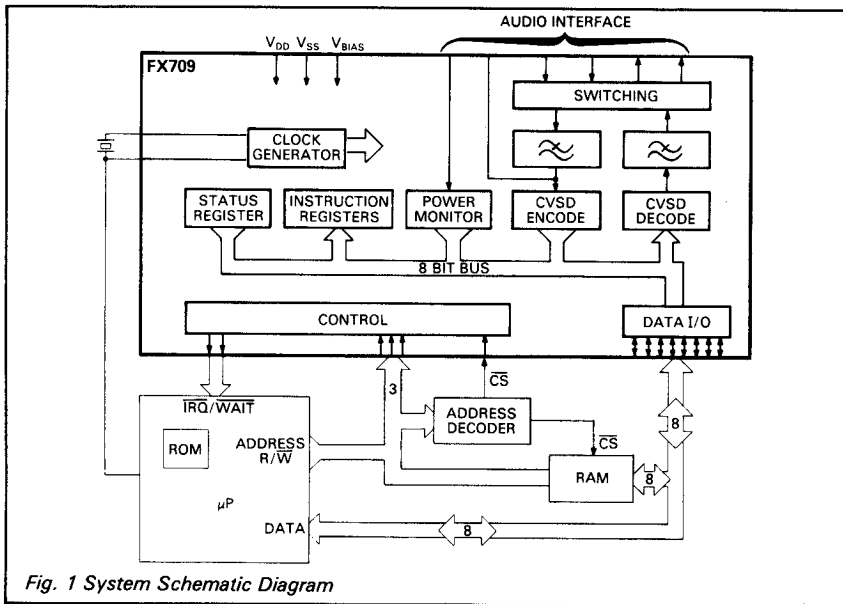 AUDIO INTERFACE
VDD VSS VBIAS
FX709
SWITCHING
CLOCK
GENERATOR
STATUS
REGISTER
INSTRUCTION
REGISTERS
POWER
MONITOR
CVSD
ENCODE
CVSD
DECODE
8 BIT BUS
CONTROL
DATA I/O
IRQ/WAIT
3
CS
ADDRESS
DECODER
8
ROM
ADDRESS
R/W
CS
RAM
8
µP
DATA
8
Fig. 1 System Schematic Diagram